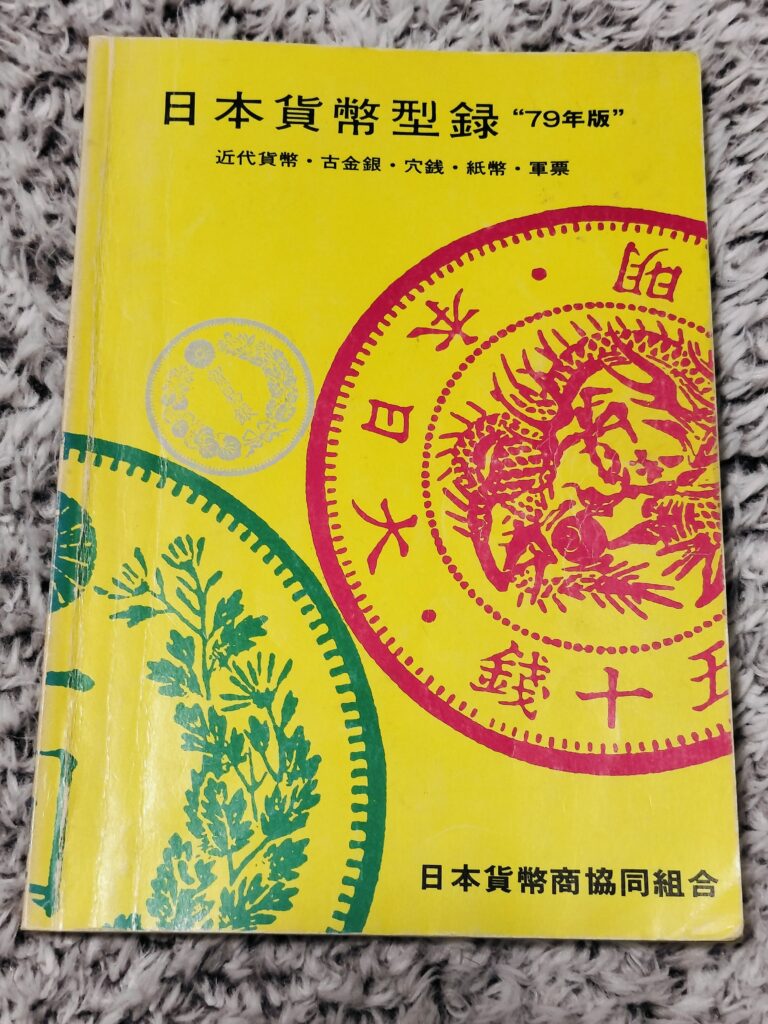 日本貨幣型録 “79年版”
近代貨幣・古金銀・穴銭・紙幣・軍票
明
・本日大・
五十銭
一
日本貨幣商協同組合